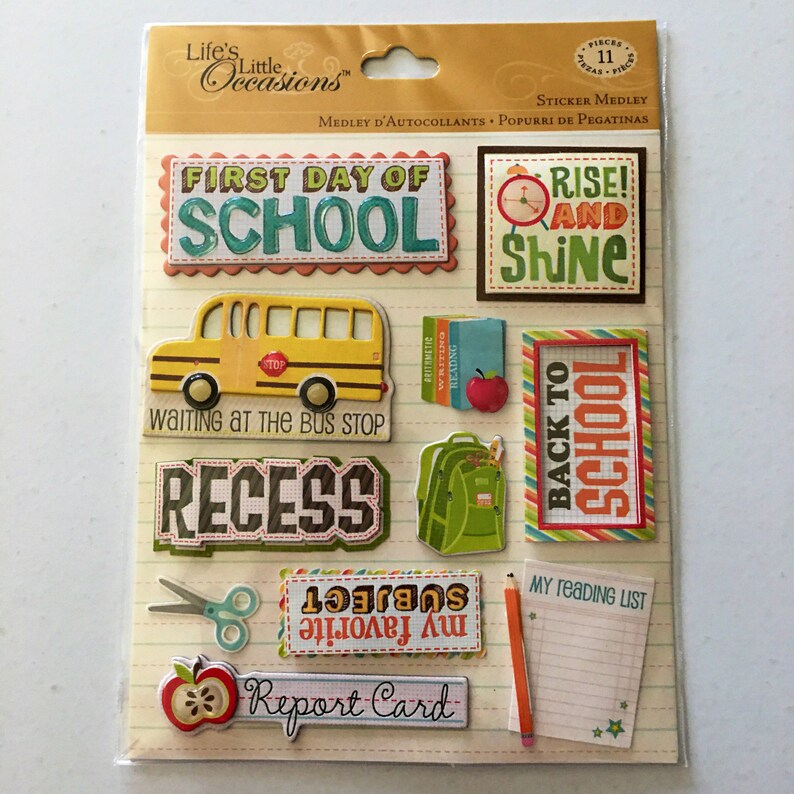 Life's
Little
Occasions™
PIECES
11
PIEZAS • PIÈCES
STICKER MEDLEY
MEDLEY D'AUTOCOLLANTS • POPURRI DE PEGATINAS
FIRST DAY OF
SCHOOL
RISE!
AND
SHINE
STOP
WAITING AT THE BUS STOP
ARITHMETIC
WRITING
READNG
BACK TO
SCHOOL
RECESS
my favorite
SUBJECT
MY READING LIST
Report Card